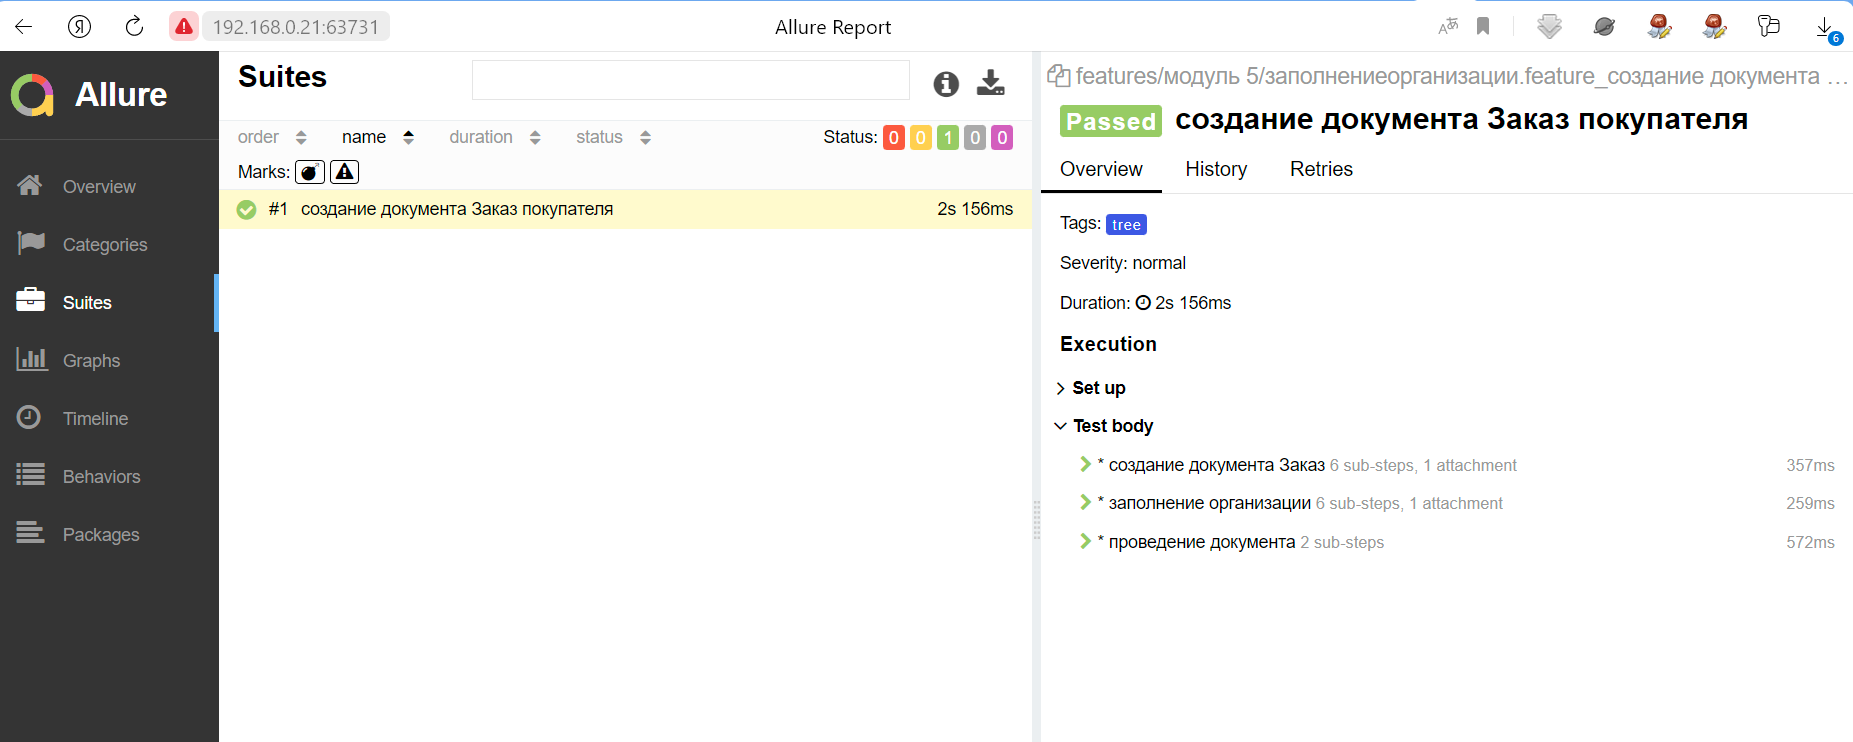 192.168.0.21:63731
Allure Report
6
Allure
Overview
Categories
Suites
Graphs
Timeline
Behaviors
Packages
Suites
order name duration status Status: 0 0 1 0 0
Marks:
#1 создание документа Заказ покупателя 2s 156ms
features/модуль 5/заполнениеорганизации.feature_создание документа ...
Passed создание документа Заказ покупателя
Overview History Retries
Tags: tree
Severity: normal
Duration: 2s 156ms
Execution
Set up
Test body
* создание документа Заказ 6 sub-steps, 1 attachment 357ms
* заполнение организации 6 sub-steps, 1 attachment 259ms
* проведение документа 2 sub-steps 572ms